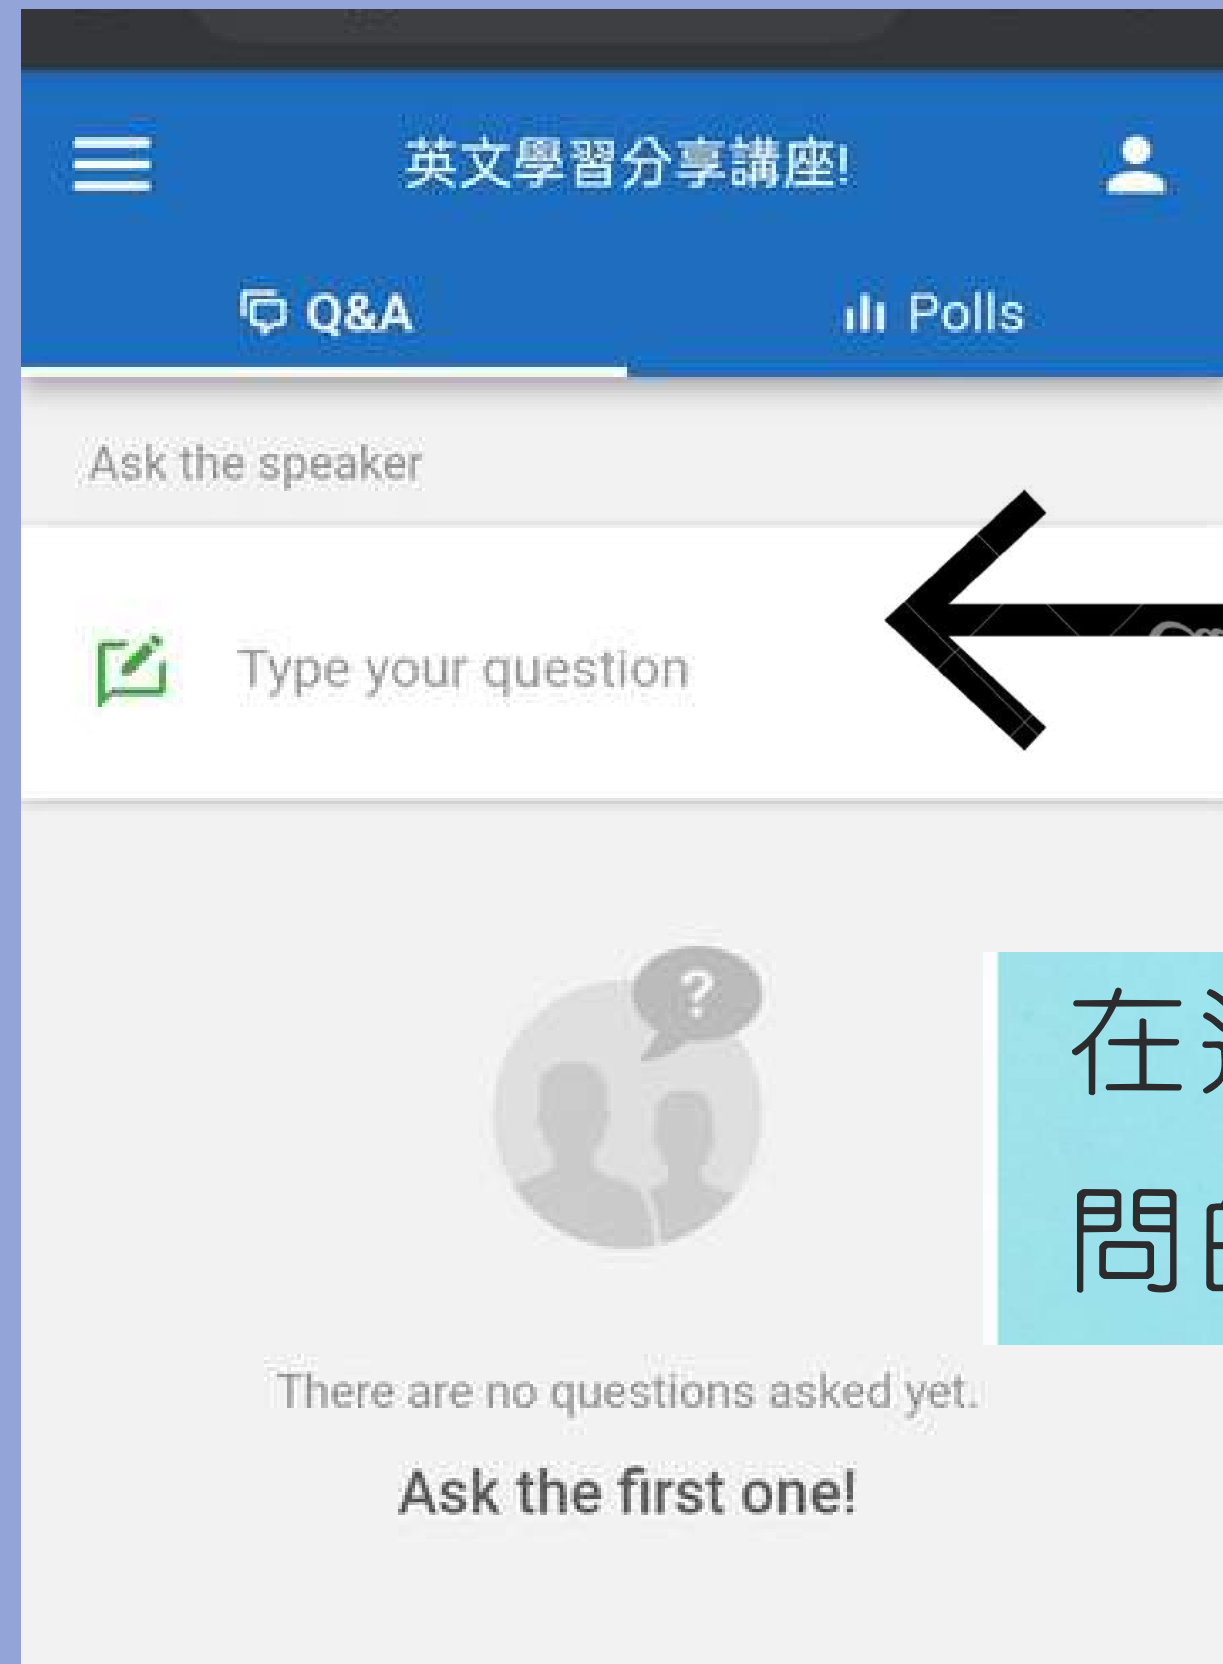 英文學習分享講座!
Q&A
Polls
Ask the speaker
Type your question
?
在
問
There are no questions asked yet.
Ask the first one!